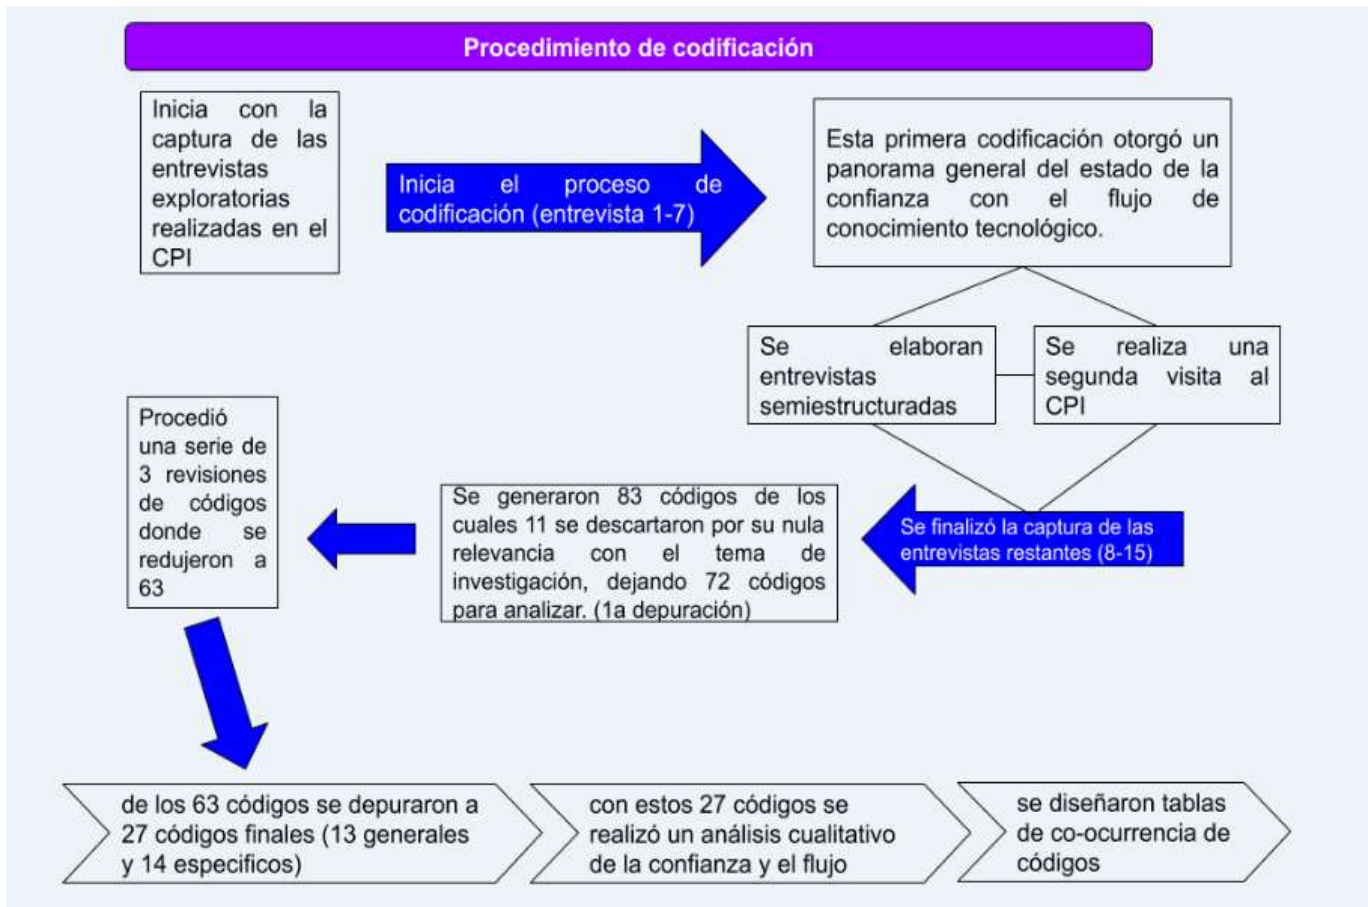 Procedimiento de codificación
Inicia con la
captura de las
entrevistas
exploratorias
realizadas en el
CPI
Inicia el proceso de
codificación (entrevista 1-7)
Esta primera codificación otorgó un
panorama general del estado de la
confianza con el flujo de
conocimiento tecnológico.
Se elaboran
entrevistas
semiestructuradas
Se realiza una
segunda visita al
CPI
Se finalizó la captura de las
entrevistas restantes (8-15)
Se generaron 83 códigos de los
cuales 11 se descartaron por su nula
relevancia con el tema de
investigación, dejando 72 códigos
para analizar. (1a depuración)
Procedió
una serie de
3 revisiones
de códigos
donde se
redujeron a
63
de los 63 códigos se depuraron a
27 códigos finales (13 generales
y 14 especificos)
con estos 27 códigos se
realizó un análisis cualitativo
de la confianza y el flujo
se diseñaron tablas
de co-ocurrencia de
códigos